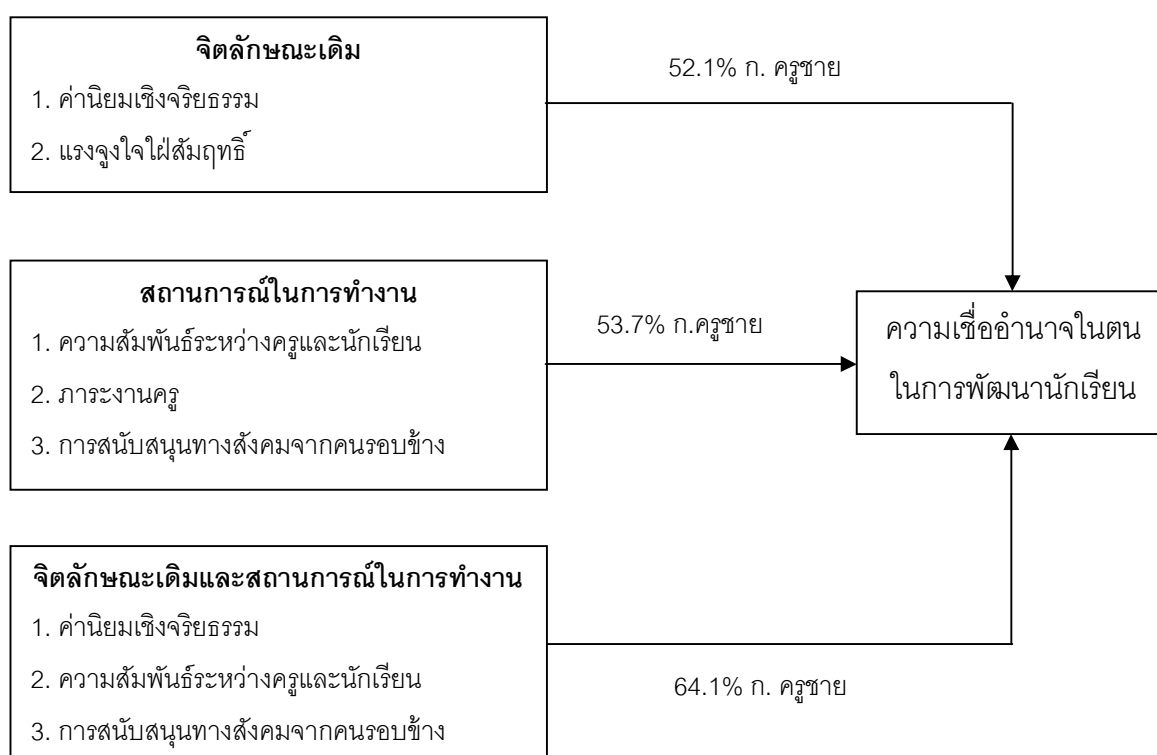 จิตลักษณะเดิม
1. ค่านิยมเชิงจริยธรรม
2. แรงจูงใจใฝ่สัมฤทธิ์
52.1% ก. ครูชาย
สถานการณ์ในการทำงาน
1. ความสัมพันธ์ระหว่างครูและนักเรียน
2. ภาระงานครู
3. การสนับสนุนทางสังคมจากคนรอบข้าง
53.7% ก.ครูชาย
ความเชื่ออำนาจในตน
ในการพัฒนานักเรียน
จิตลักษณะเดิมและสถานการณ์ในการทำงาน
1. ค่านิยมเชิงจริยธรรม
2. ความสัมพันธ์ระหว่างครูและนักเรียน
3. การสนับสนุนทางสังคมจากคนรอบข้าง
64.1% ก. ครูชาย